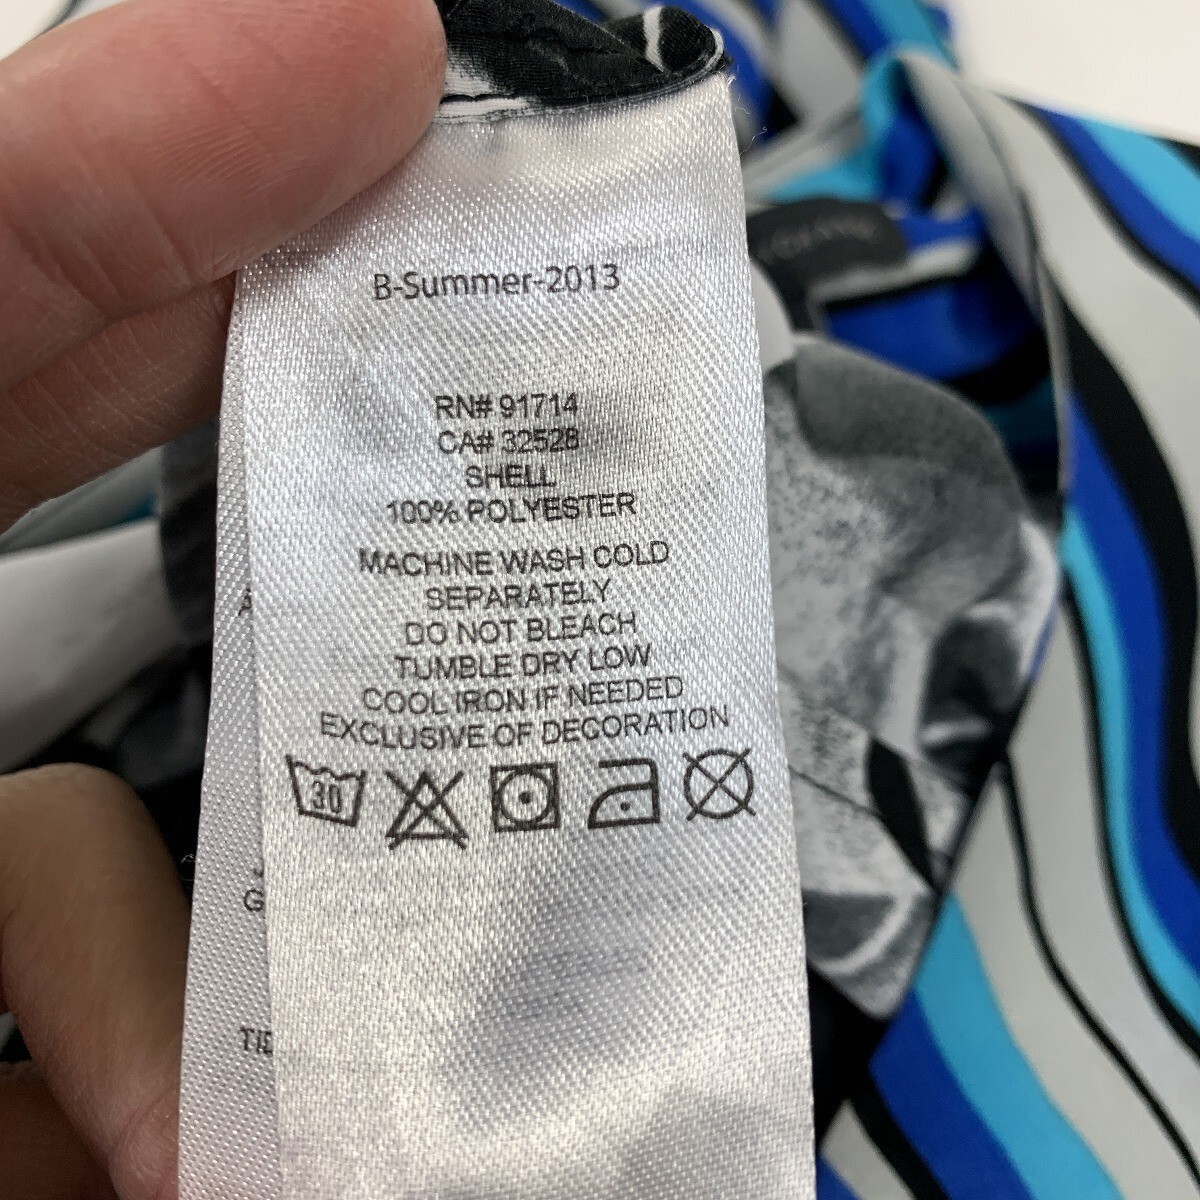 B-Summer-2013
RN# 91714
CA# 32528
SHELL
100% POLYESTER
MACHINE WASH COLD
SEPARATELY
DO NOT BLEACH
TUMBLE DRY LOW
COOL IRON IF NEEDED
EXCLUSIVE OF DECORATION
30